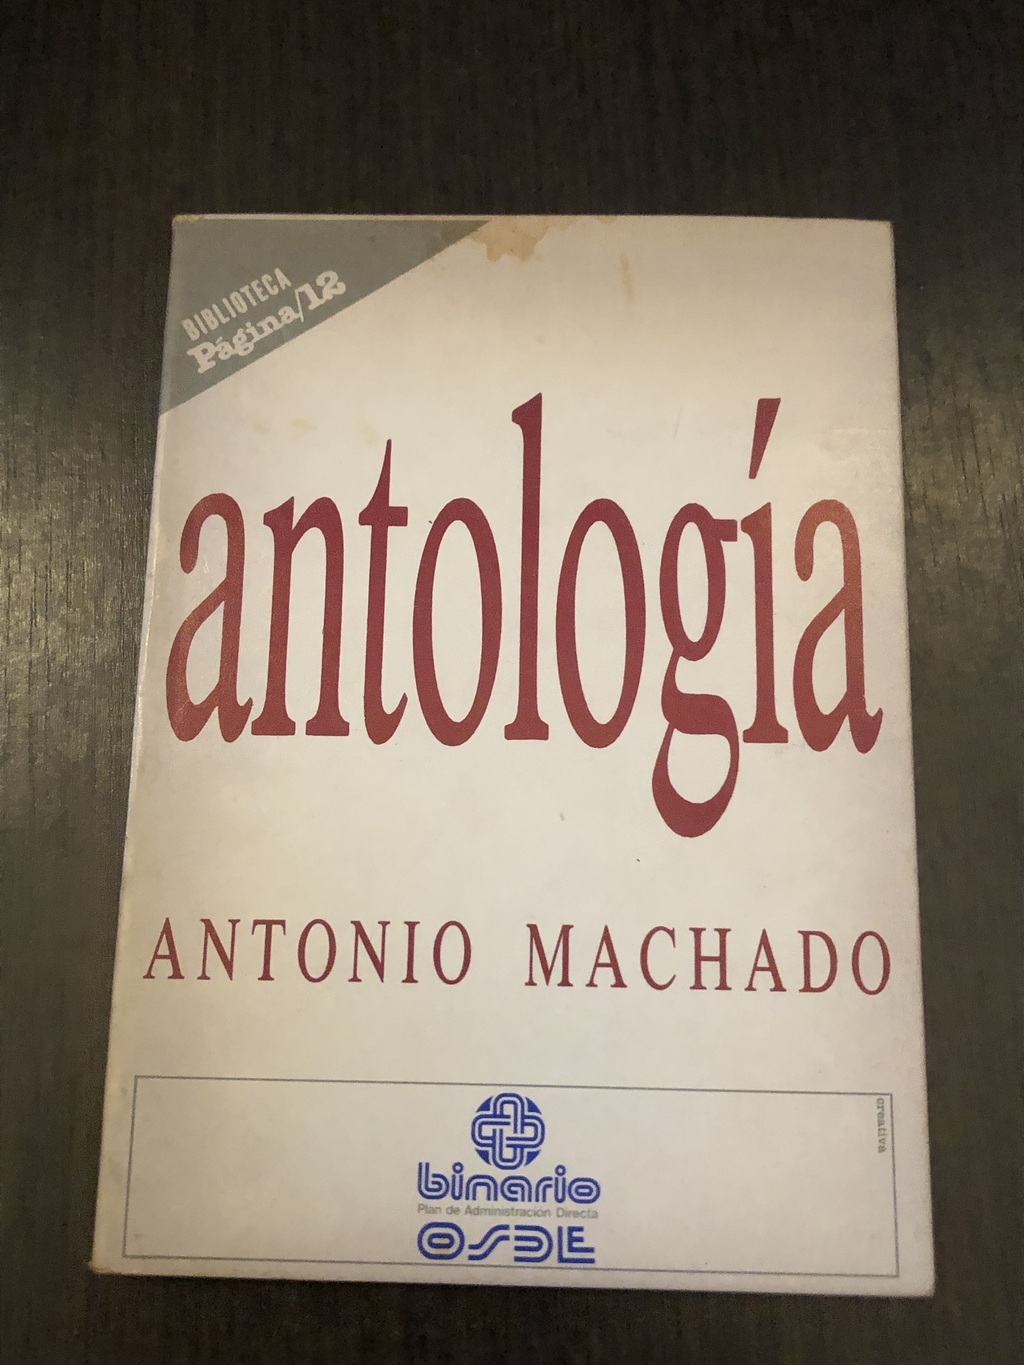 BIBLIOTECA
Página/12
antología
ANTONIO MACHADO
creativa
binario
Plan de Administración Directa
OSDE